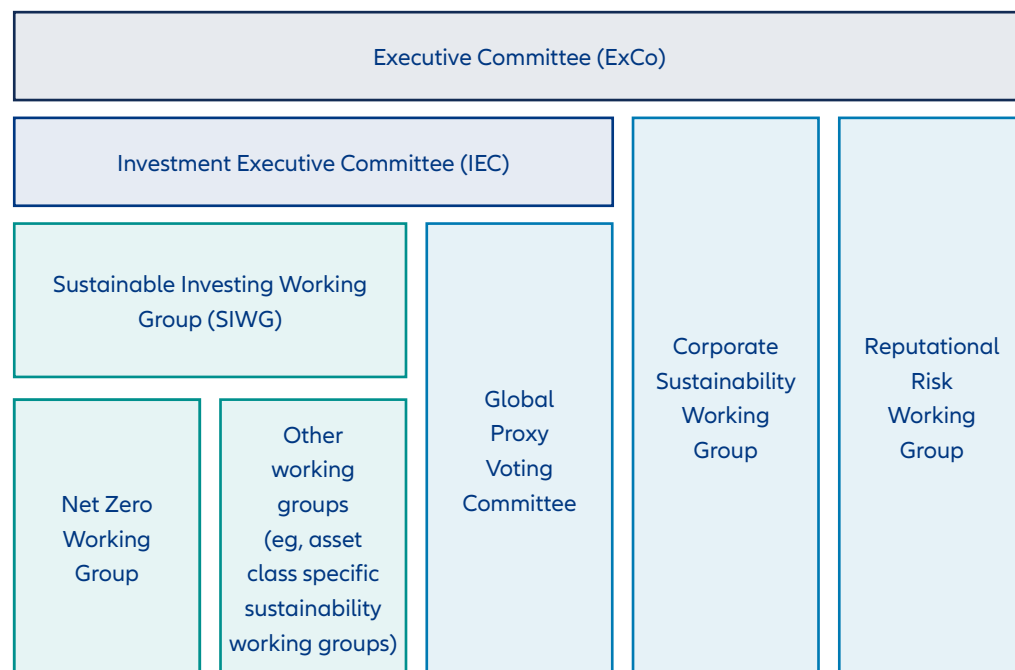 Executive Committee (ExCo)
Investment Executive Committee (IEC)
Sustainable Investing Working
Group (SIWG)
Net Zero
Working
Group
Other
working
groups
(eg, asset
class specific
sustainability
working groups)
Global
Proxy
Voting
Committee
Corporate
Sustainability
Working
Group
Reputational
Risk
Working
Group